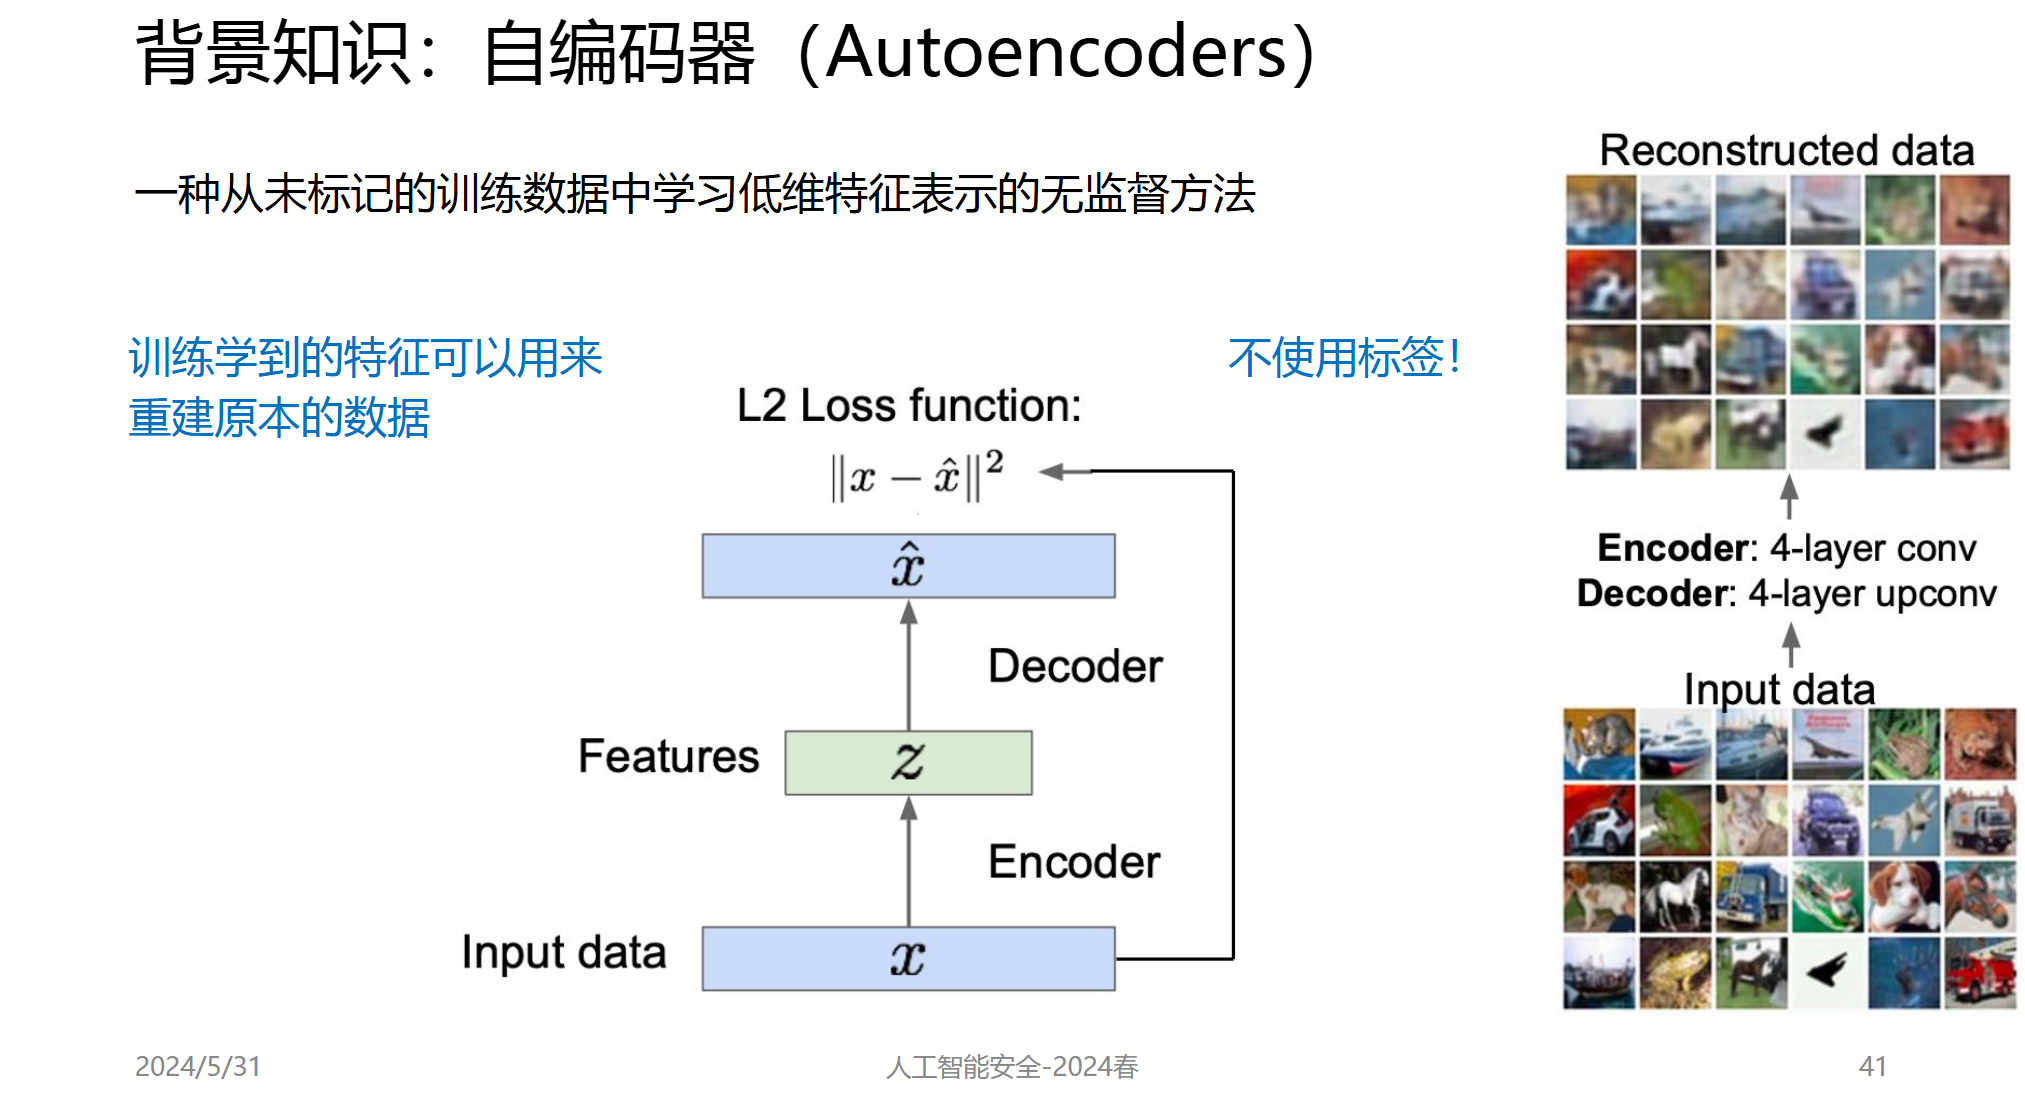 背景知识：自编码器（Autoencoders）
一种从未标记的训练数据中学习低维特征表示的无监督方法
训练学到的特征可以用来
重建原本的数据
不使用标签！
L2 Loss function:
‖x − x̂‖²
x̂
Decoder
Features
z
Encoder
Input data
x
Reconstructed data
Encoder: 4-layer conv
Decoder: 4-layer upconv
Input data
2024/5/31
人工智能安全-2024春
41